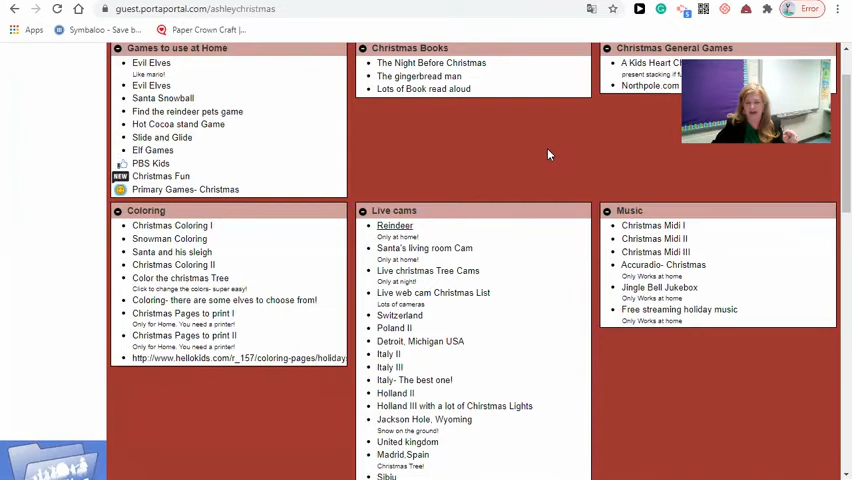 guest.portaportal.com/ashleychristmas
Error
Apps
Symbaloo - Symbal...
Paper Crown Craft |...
Games to use at Home
Evil Elves
Like mario!
Evil Elves
Santa Snowball
Find the reindeer pets game
Hot Cocoa stand Game
Slide and Glide
Elf Games
PBS Kids
NEW Christmas Fun
Primary Games- Christmas
Christmas Books
The Night Before Christmas
The gingerbread man
Lots of Book read aloud
Christmas General Games
A Kids Heart
present stacking if
Northpole.com
Coloring
Christmas Coloring I
Snowman Coloring
Santa and his sleigh
Christmas Coloring II
Color the christmas Tree
Click to change the colors- super easy!
Coloring- there are some elves to choose from!
Christmas Pages to print I
Only for Home. You need a printer!
Christmas Pages to print II
Only for Home. You need a printer!
http://www.hellokids.com/r_157/coloring-pages/holiday
Live cams
Reindeer
Only at home!
Santa's living room Cam
Only at home!
Live christmas Tree Cams
Only at night!
Live web cam Christmas List
Lots of cameras
Switzerland
Poland II
Detroit, Michigan USA
Italy II
Italy III
Italy- The best one!
Holland II
Holland III with a lot of Chirstmas Lights
Jackson Hole, Wyoming
Snow on the ground!
United kingdom
Madrid,Spain
Christmas Tree!
Sibiu
Music
Christmas Midi I
Christmas Midi II
Christmas Midi III
Accuradio- Christmas
Only Works at home
Jingle Bell Jukebox
Only Works at home
Free streaming holiday music
Only Works at home